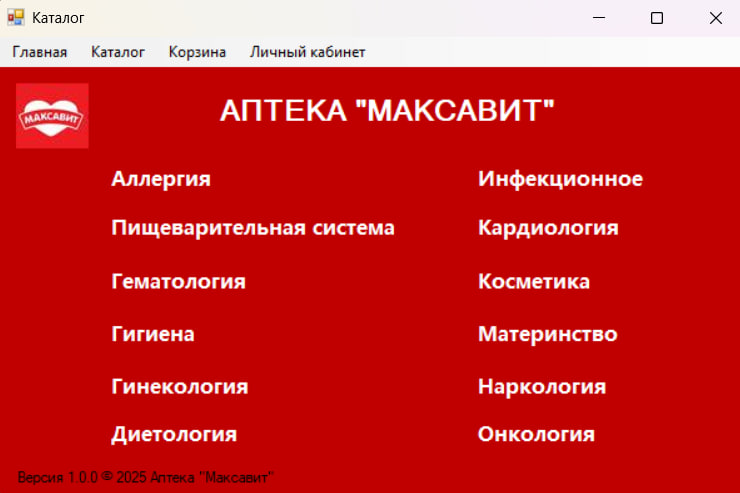 Каталог
Главная Каталог Корзина Личный кабинет
МАКСАВИТ
АПТЕКА "МАКСАВИТ"
Аллергия Инфекционное
Пищеварительная система Кардиология
Гематология Косметика
Гигиена Материнство
Гинекология Наркология
Диетология Онкология
Версия 1.0.0 © 2025 Аптека "Максавит"